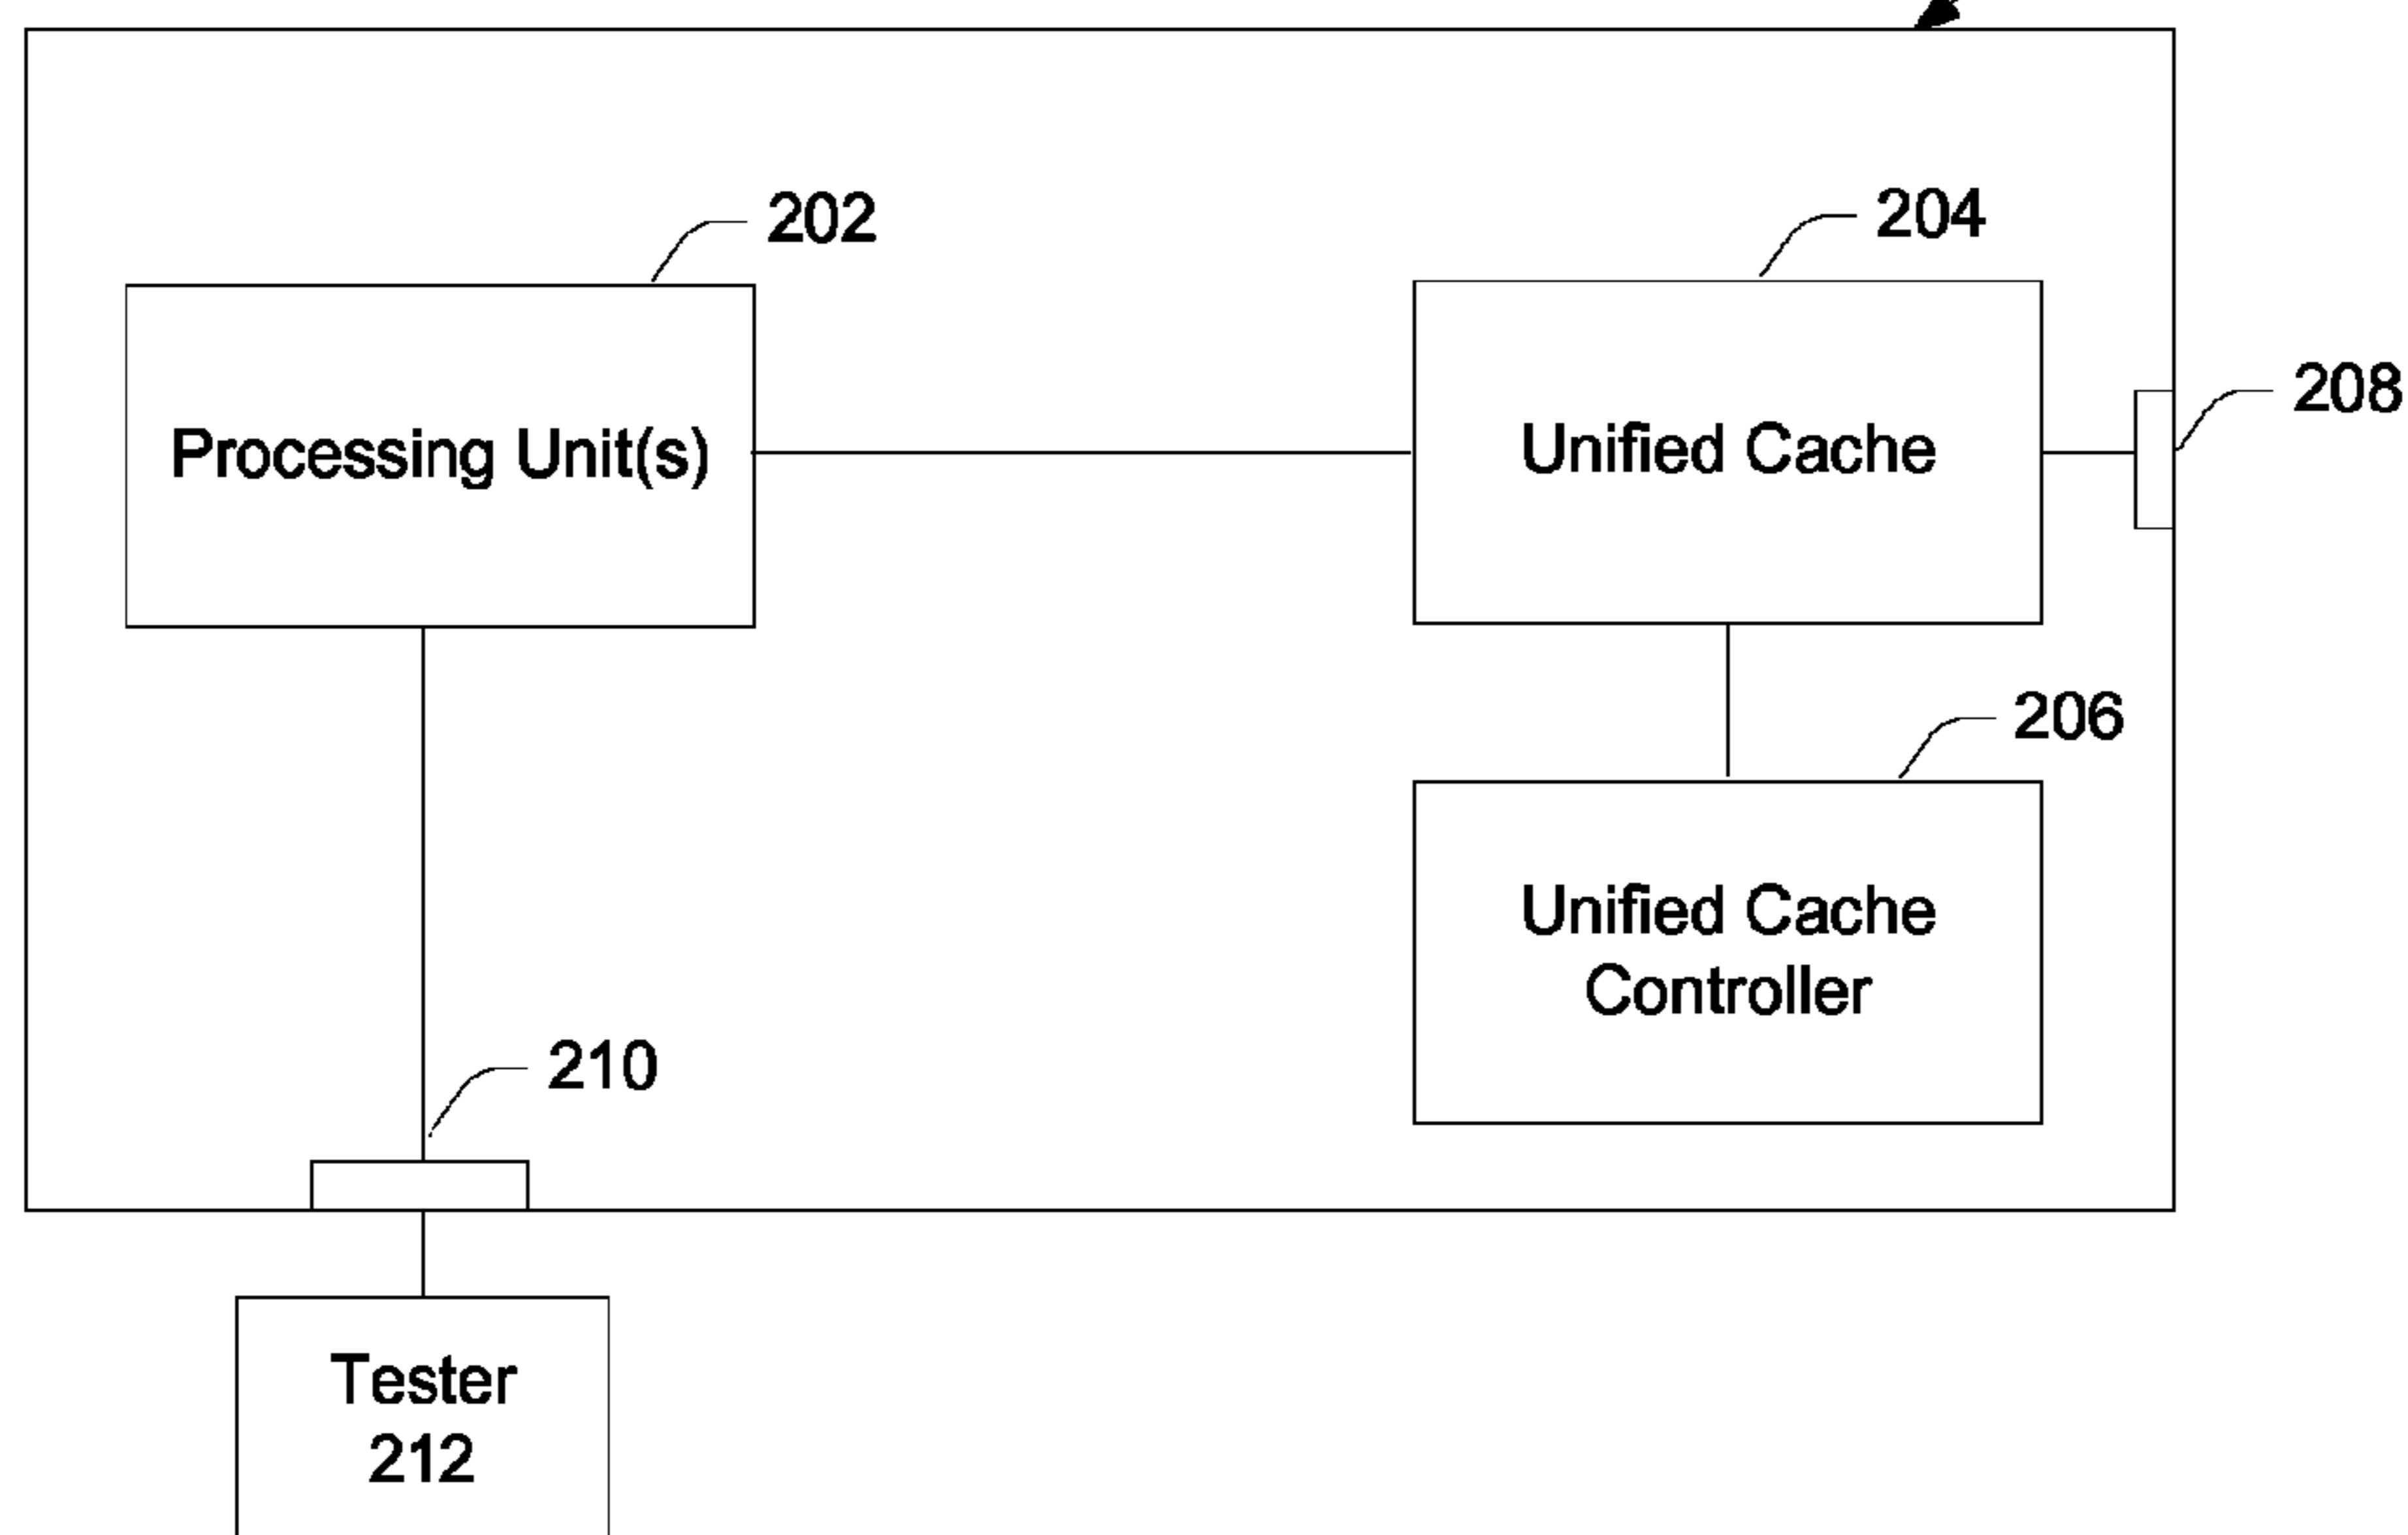 202
204
208
Processing Unit(s)
Unified Cache
206
Unified Cache
Controller
210
Tester
212